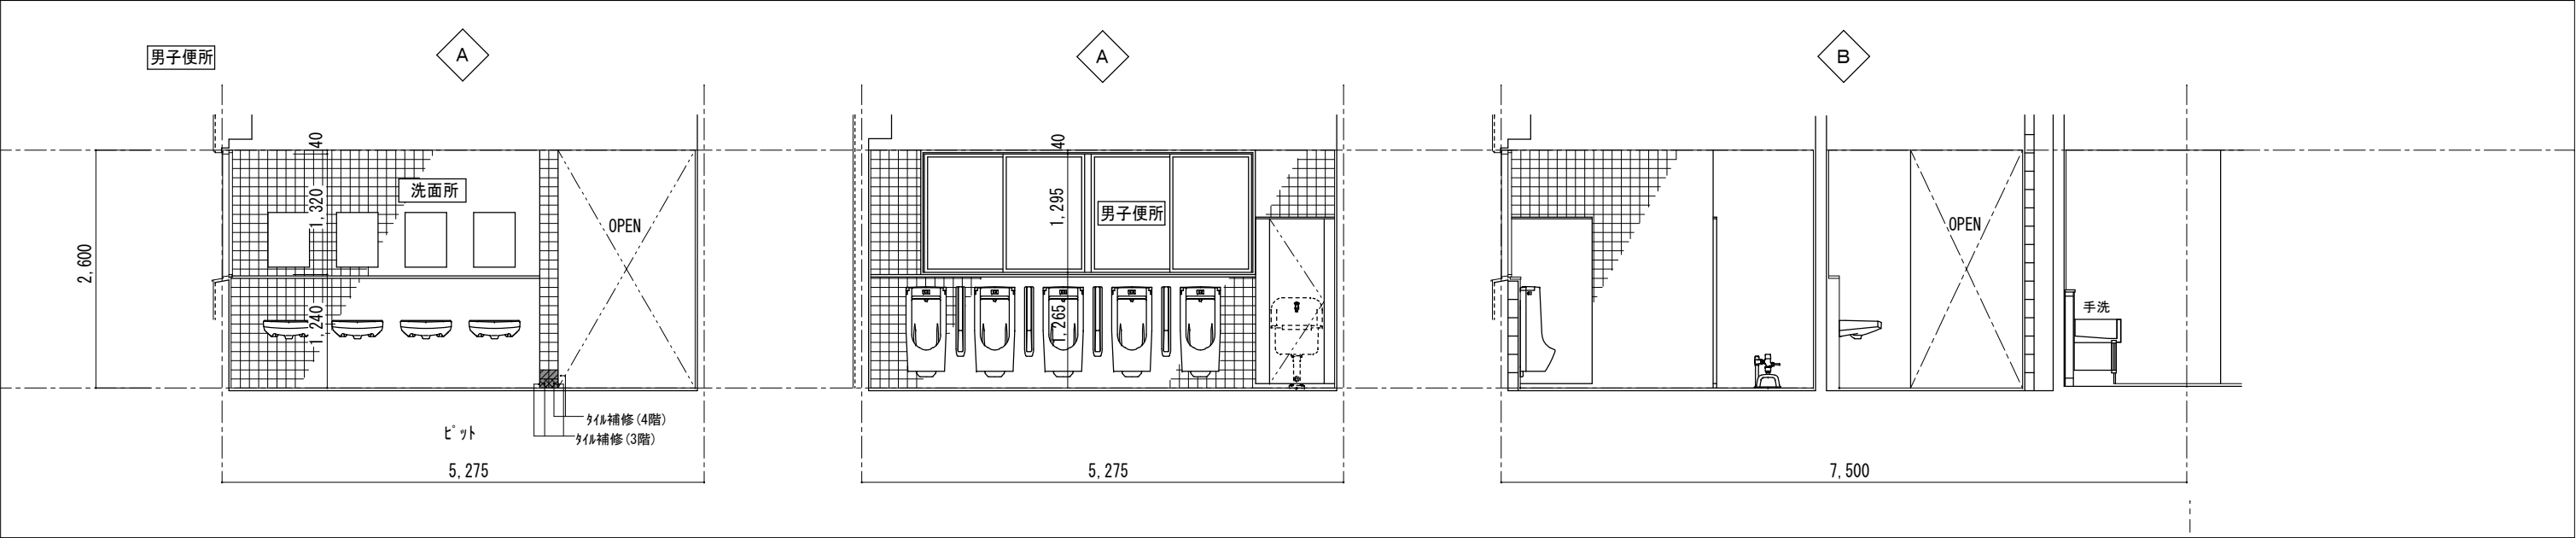 男子便所
A
A
B
40
1,320
1,240
2,600
洗面所
OPEN
ﾀｲﾙ補修(4階)
ﾀｲﾙ補修(3階)
ﾋﾟｯﾄ
5,275
40
1,295
1,265
男子便所
5,275
OPEN
手洗
7,500